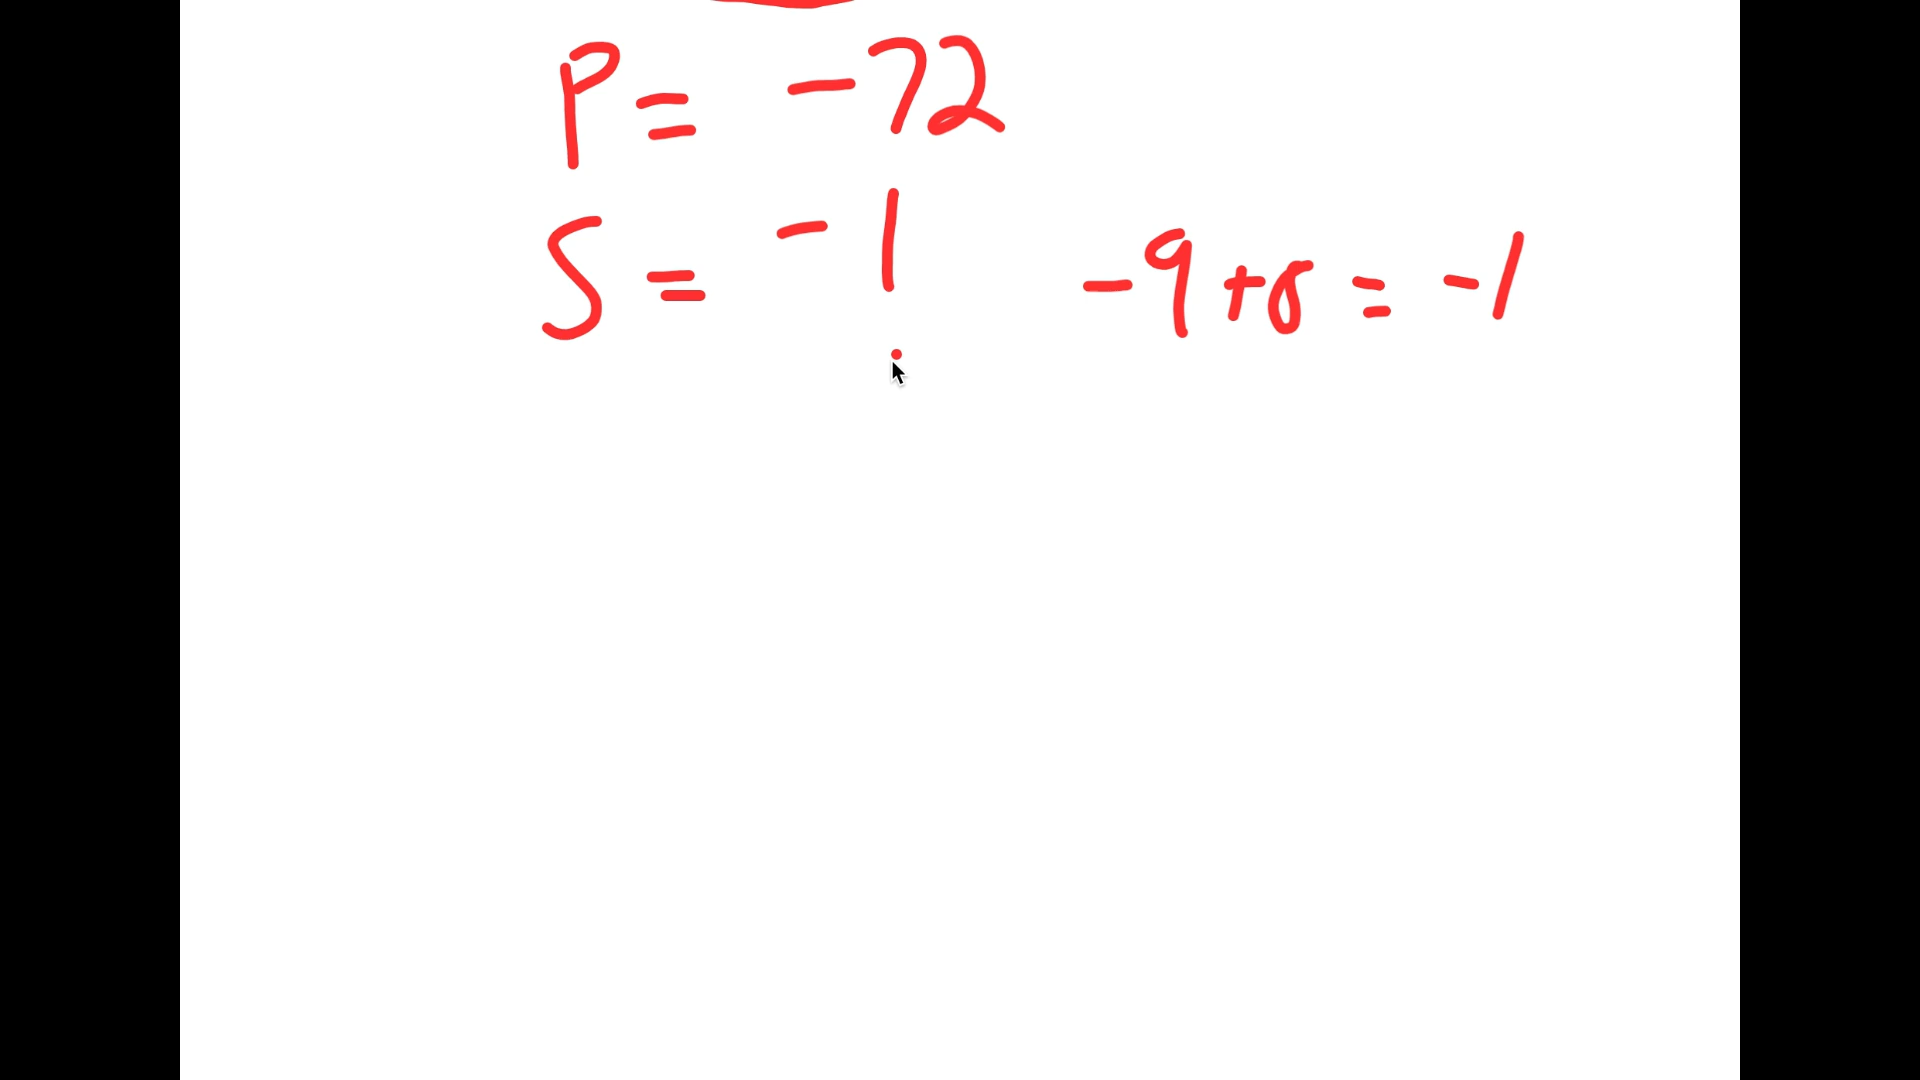 P = -72
S = -1
-9 + 8 = -1